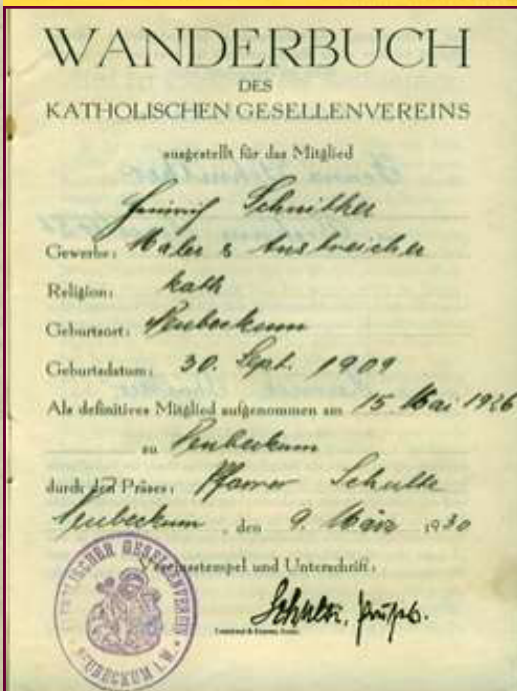 WANDERBUCH
DES
KATHOLISCHEN GESELLENVEREINS
ausgestellt für das Mitglied
Heinrich Schnitker
Gewerbe: Maler & Anstreicher
Religion: kath
Geburtsort: Neubeckum
Geburtsdatum: 30. Sept. 1909
Als definitives Mitglied aufgenommen am 15 Mai 1926
zu Neubeckum
durch den Präses: Pfarrer Schulte
Neubeckum, den 9. März 1930
Vereinsstempel und Unterschrift:
Schulte, Präses.
KATHOLISCHER GESELLENVEREIN
NEUBECKUM i.W.